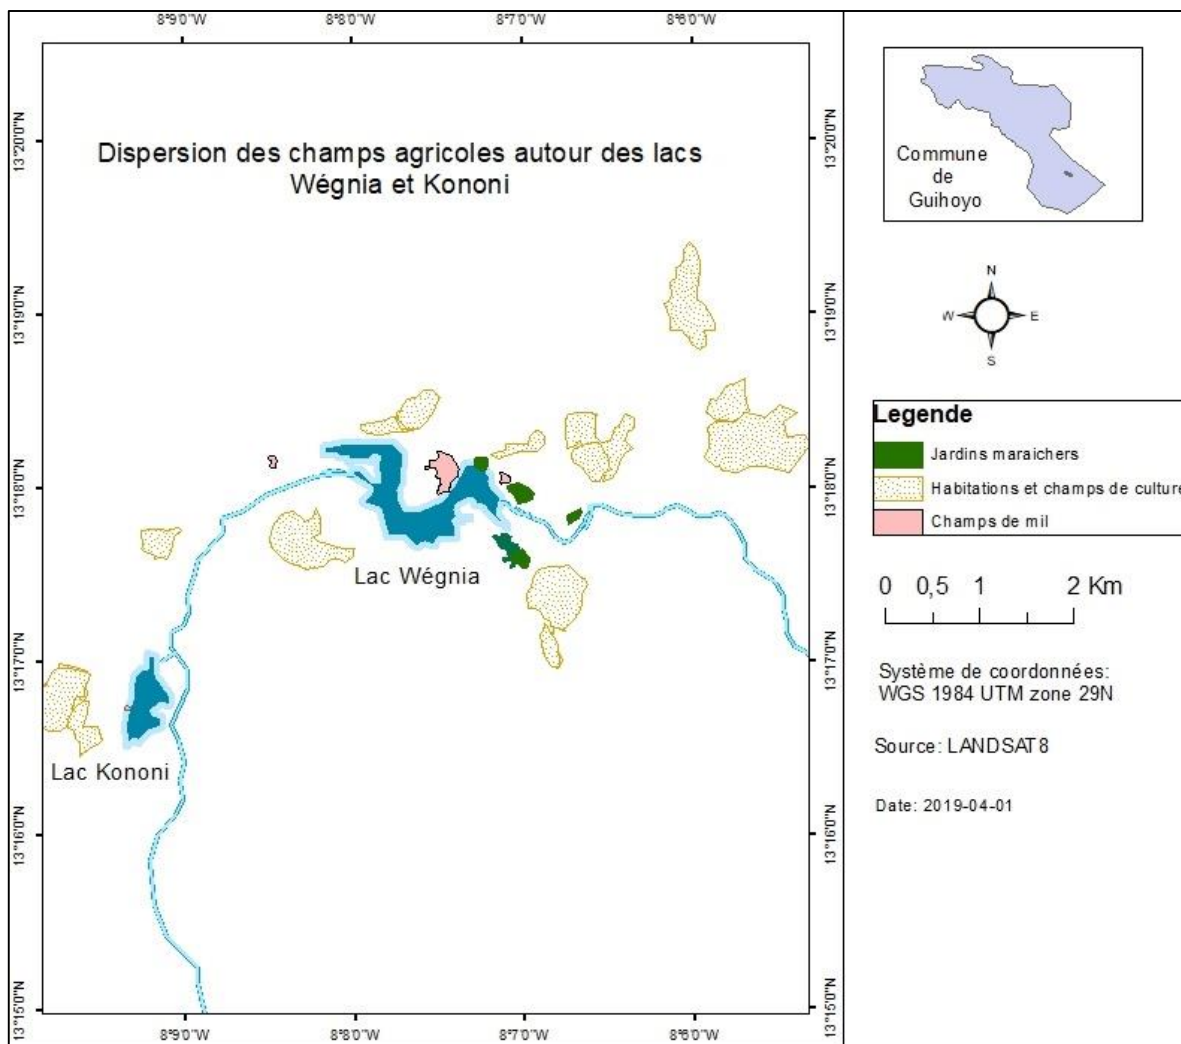 8°9'0"W
8°8'0"W
8°7'0"W
8°6'0"W
13°20'0"N
13°20'0"N
Dispersion des champs agricoles autour des lacs
Wégnia et Kononi
13°19'0"N
13°19'0"N
13°18'0"N
13°18'0"N
Lac Wégnia
13°17'0"N
13°17'0"N
Lac Kononi
13°16'0"N
13°16'0"N
13°15'0"N
13°15'0"N
8°9'0"W
8°8'0"W
8°7'0"W
8°6'0"W
Commune
de
Guihoyo
N
W
E
S
Legende
Jardins maraichers
Habitations et champs de culture
Champs de mil
0 0,5 1 2 Km
Système de coordonnées:
WGS 1984 UTM zone 29N
Source: LANDSAT8
Date: 2019-04-01